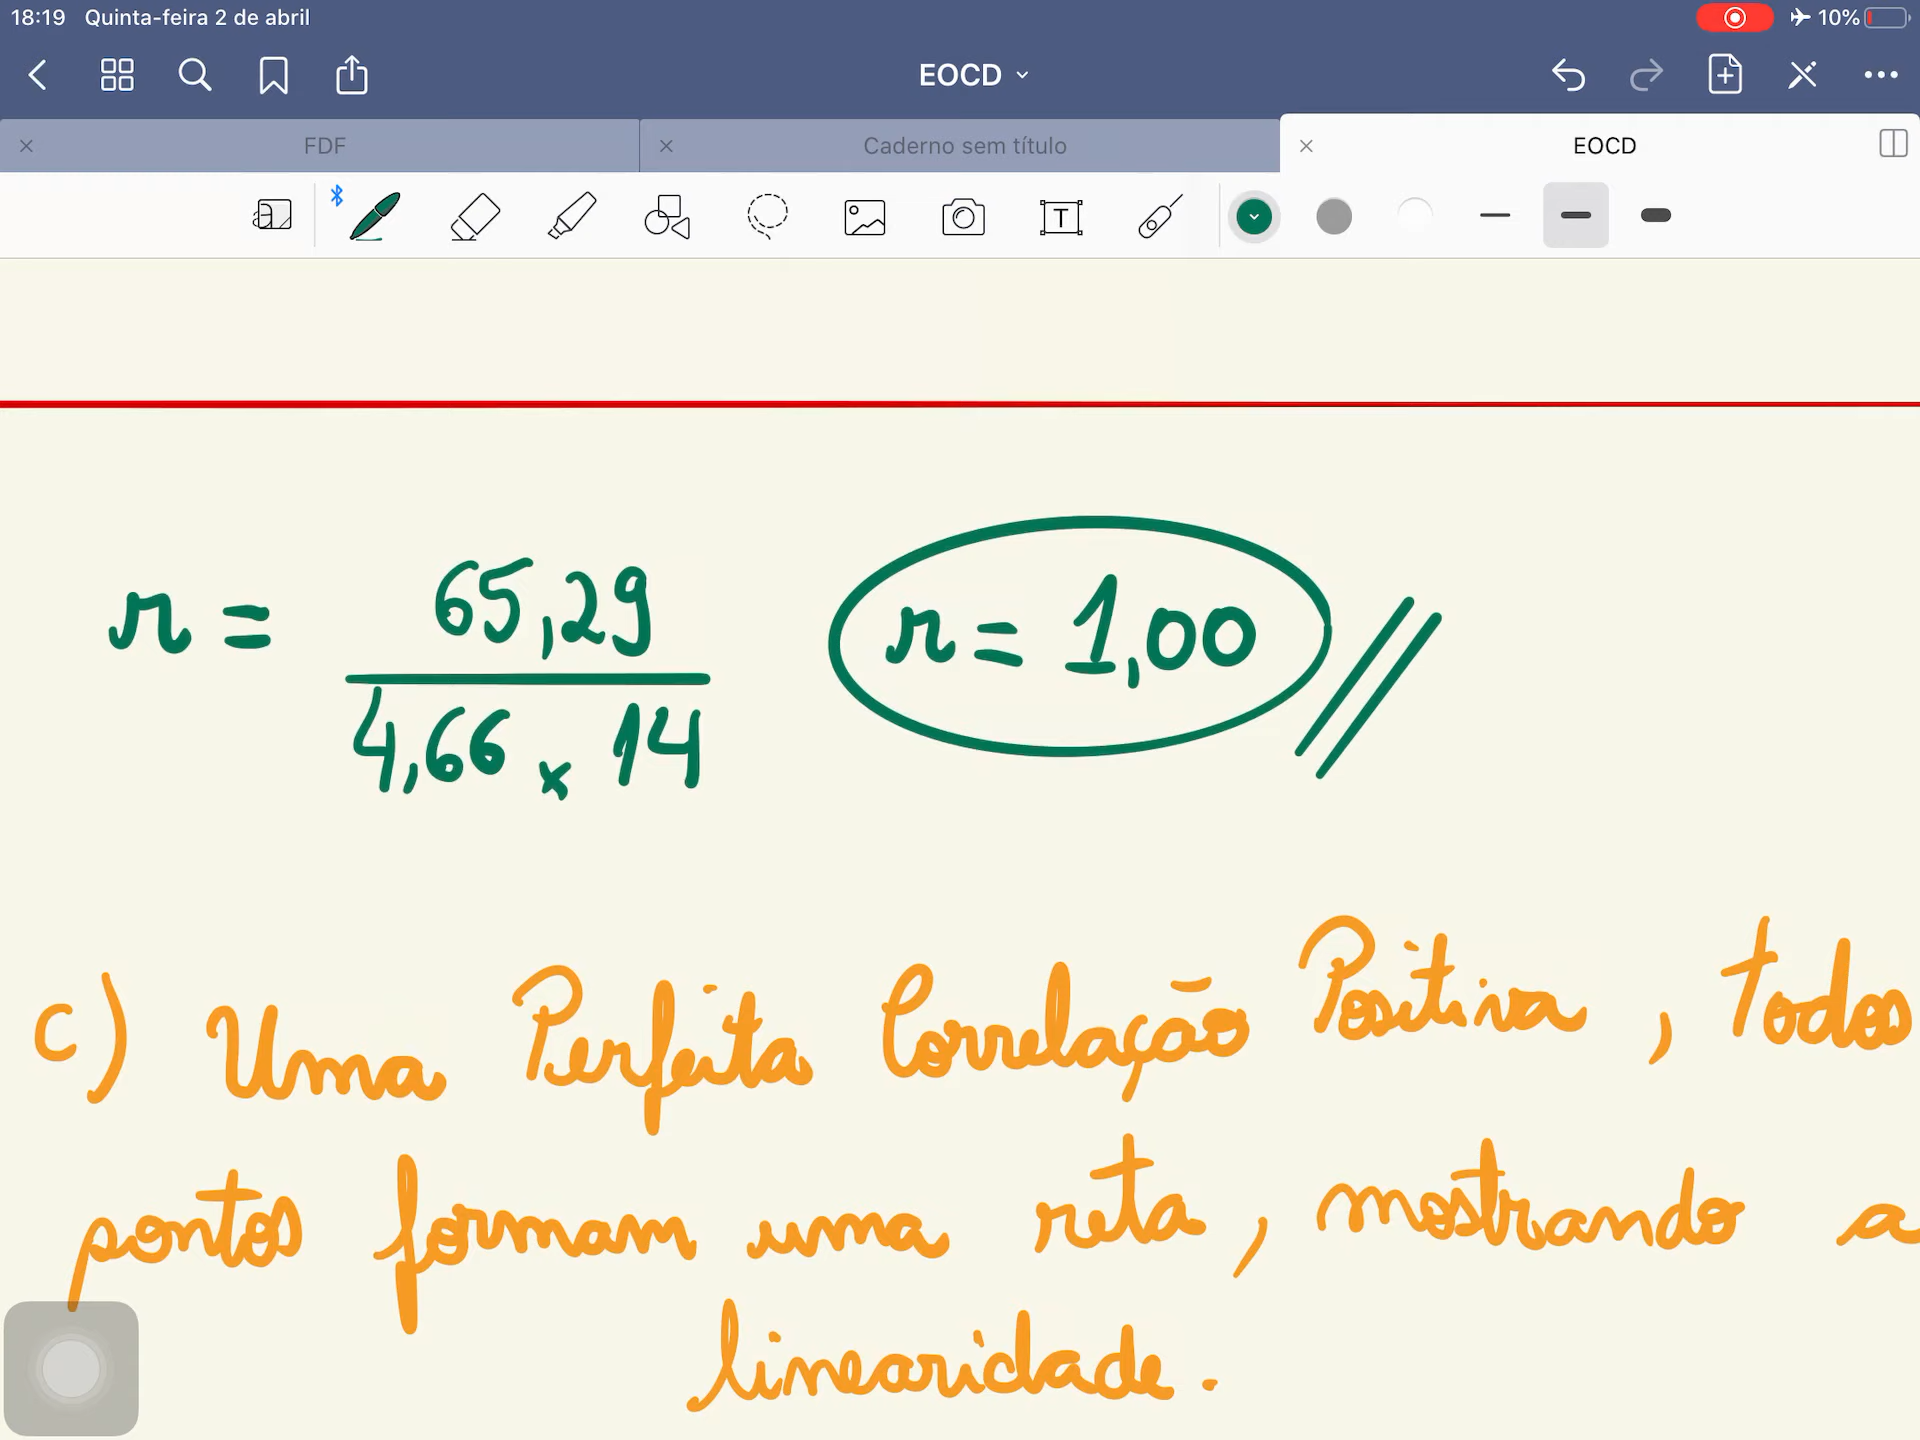 18:19 Quinta-feira 2 de abril 10%
EOCD
FDF Caderno sem título EOCD
T
r = 65,29 / 4,66 x 14 r = 1,00 //
c) Uma Perfeita Correlação Positiva, todos
pontos formam uma reta, mostrando a
linearidade.